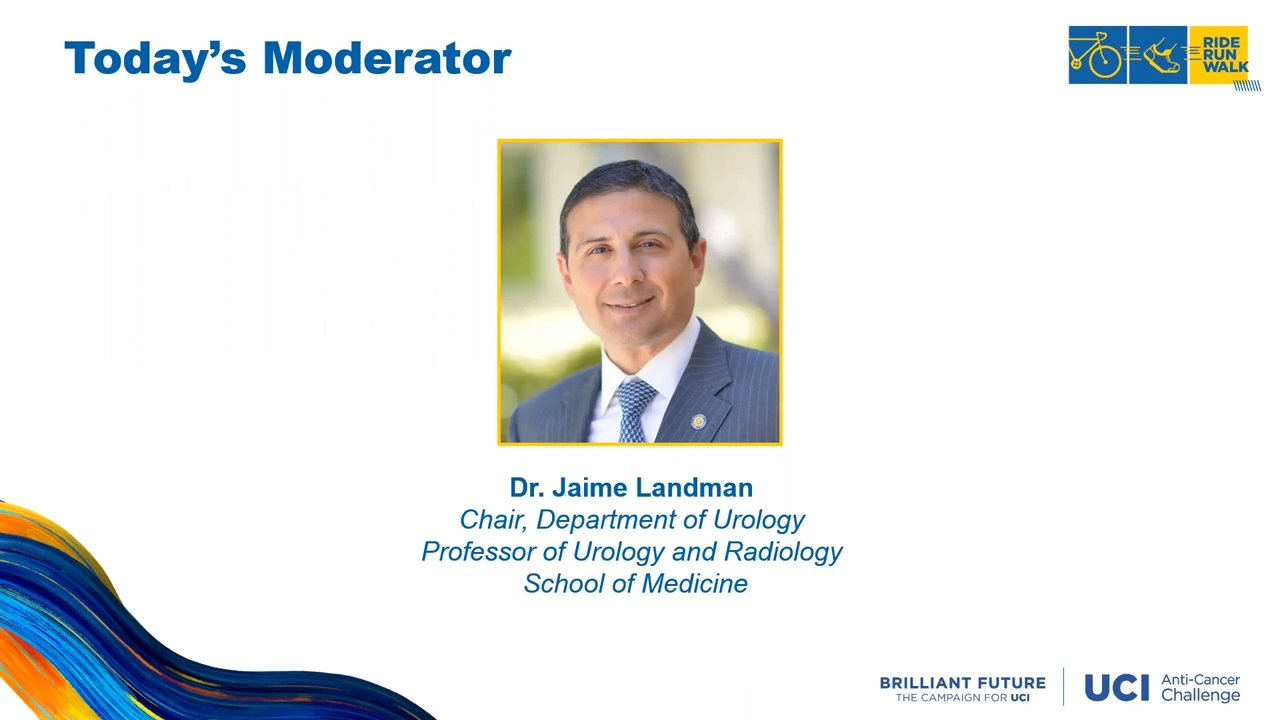 Today’s Moderator
RIDE
RUN
WALK
Dr. Jaime Landman
Chair, Department of Urology
Professor of Urology and Radiology
School of Medicine
BRILLIANT FUTURE
THE CAMPAIGN FOR UCI
UCI Anti-Cancer
Challenge